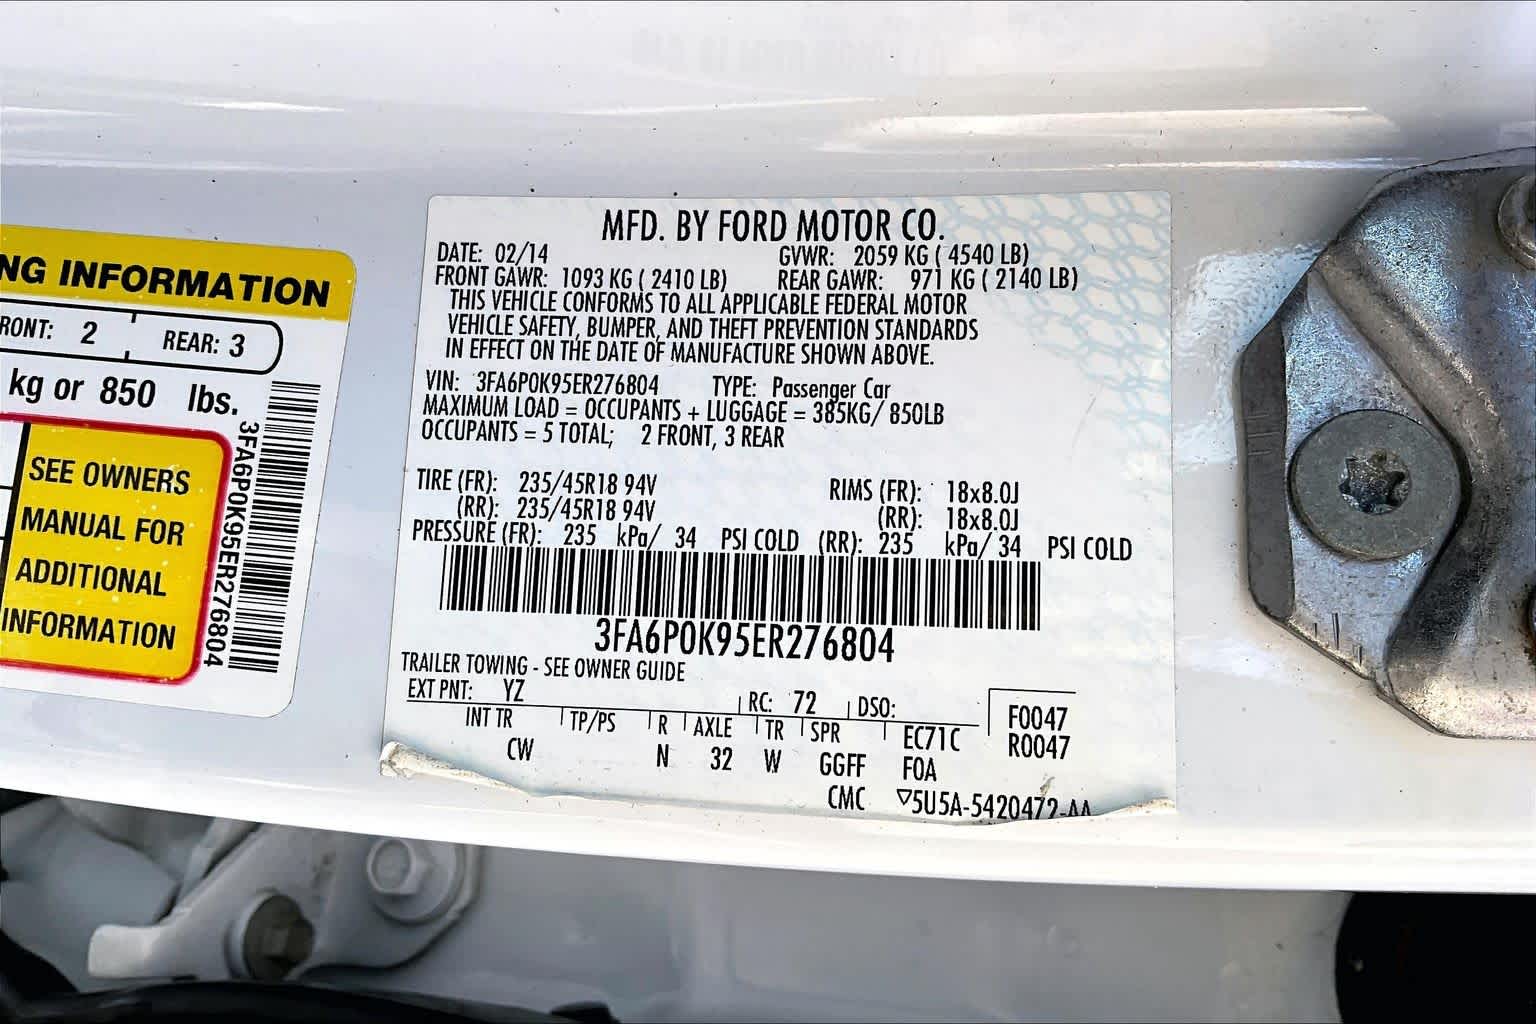 NG INFORMATION
RONT: 2 REAR: 3
kg or 850 lbs.
SEE OWNERS
MANUAL FOR
ADDITIONAL
INFORMATION
3FA6P0K95ER276804
MFD. BY FORD MOTOR CO.
DATE: 02/14 GVWR: 2059 KG ( 4540 LB)
FRONT GAWR: 1093 KG ( 2410 LB) REAR GAWR: 971 KG ( 2140 LB)
THIS VEHICLE CONFORMS TO ALL APPLICABLE FEDERAL MOTOR
VEHICLE SAFETY, BUMPER, AND THEFT PREVENTION STANDARDS
IN EFFECT ON THE DATE OF MANUFACTURE SHOWN ABOVE.
VIN: 3FA6P0K95ER276804 TYPE: Passenger Car
MAXIMUM LOAD = OCCUPANTS + LUGGAGE = 385KG/ 850LB
OCCUPANTS = 5 TOTAL; 2 FRONT, 3 REAR
TIRE (FR): 235/45R18 94V RIMS (FR): 18x8.0J
(RR): 235/45R18 94V (RR): 18x8.0J
PRESSURE (FR): 235 kPa/ 34 PSI COLD (RR): 235 kPa/ 34 PSI COLD
3FA6P0K95ER276804
TRAILER TOWING - SEE OWNER GUIDE
EXT PNT: YZ RC: 72 DSO: F0047
INT TR TP/PS R AXLE TR SPR EC71C R0047
CW N 32 W GGFF F0A
CMC ▽5U5A-5420472-AA